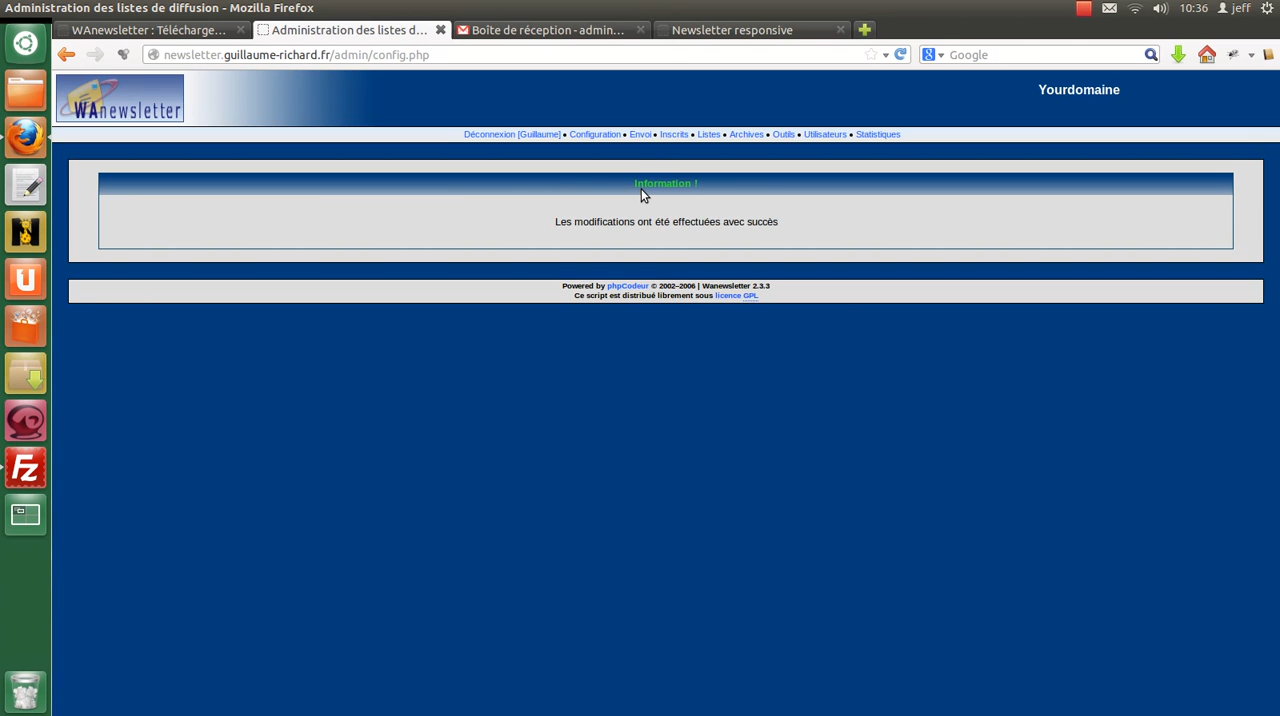 Administration des listes de diffusion - Mozilla Firefox
10:36 jeff
WAnewsletter : Télécharge...
Administration des listes d...
Boîte de réception - admin...
Newsletter responsive
newsletter.guillaume-richard.fr/admin/config.php
Google
WAnewsletter
Yourdomaine
Déconnexion [Guillaume] • Configuration • Envoi • Inscrits • Listes • Archives • Outils • Utilisateurs • Statistiques
Information !
Les modifications ont été effectuées avec succès
Powered by phpCodeur © 2002–2006 | Wanewsletter 2.3.3
Ce script est distribué librement sous licence GPL